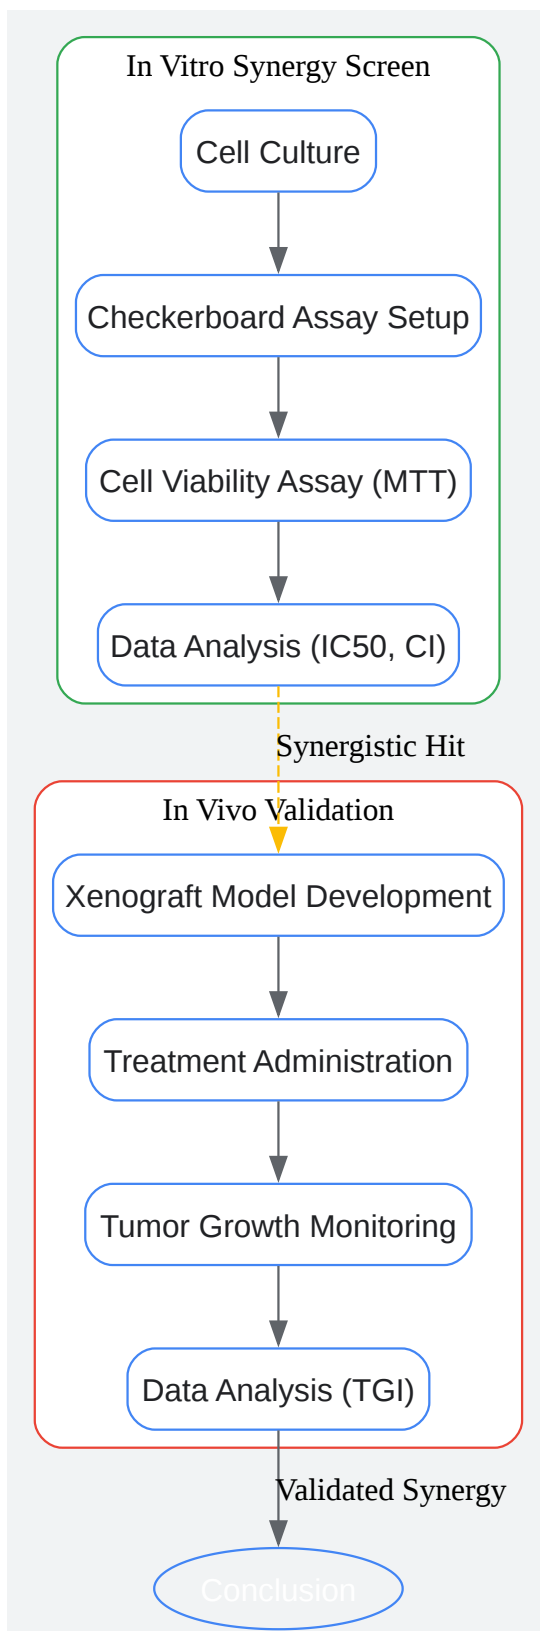 In Vitro Synergy Screen
Cell Culture
Checkerboard Assay Setup
Cell Viability Assay (MTT)
Data Analysis (IC50, CI)
Synergistic Hit
In Vivo Validation
Xenograft Model Development
Treatment Administration
Tumor Growth Monitoring
Data Analysis (TGI)
Validated Synergy
Conclusion